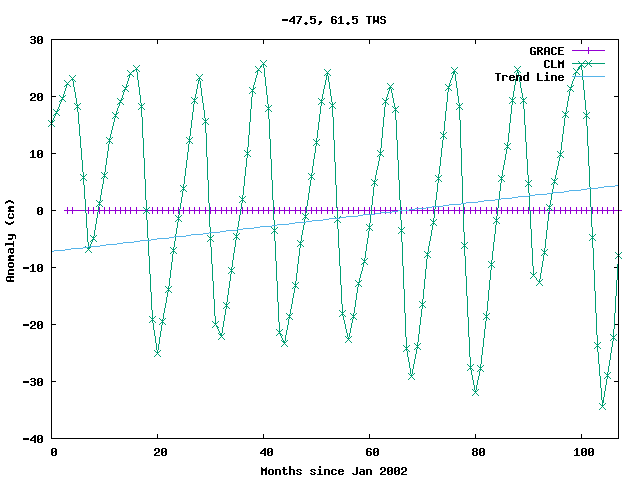 -47.5, 61.5 TWS
GRACE
CLM
Trend Line
30
20
10
0
-10
-20
-30
-40
Anomaly (cm)
0 20 40 60 80 100
Months since Jan 2002